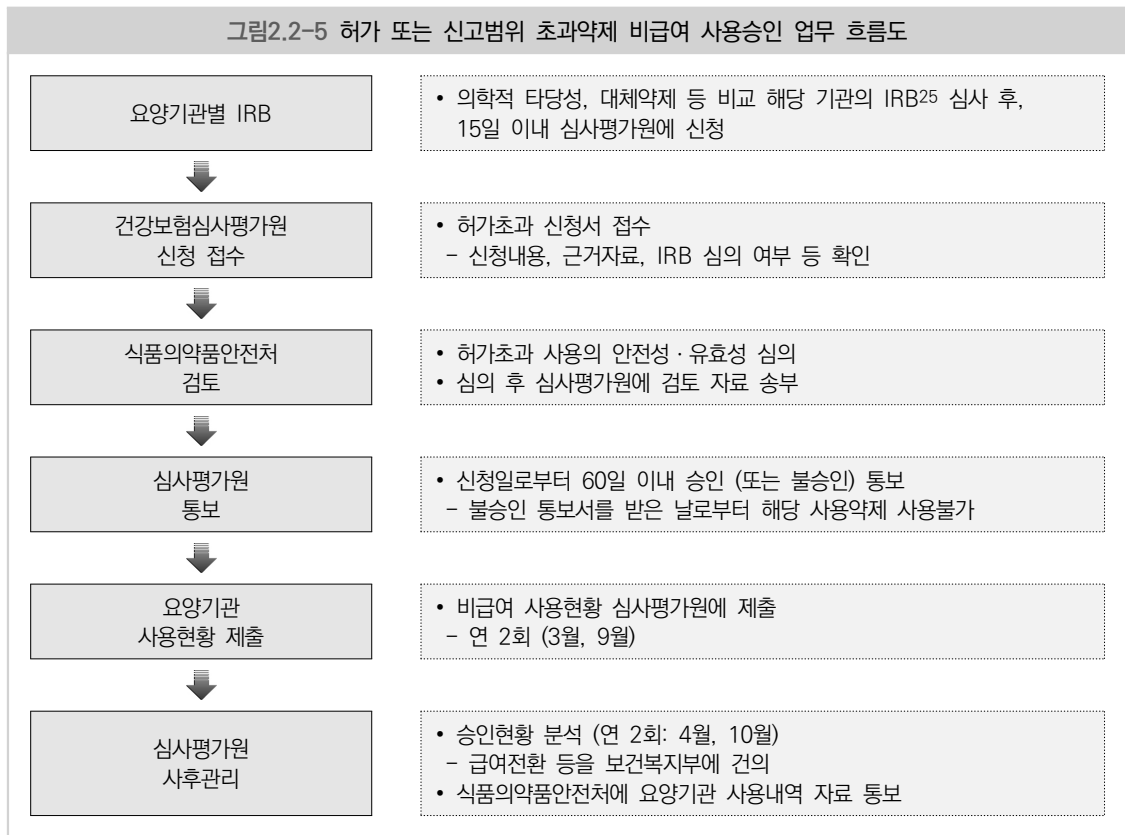 그림2.2-5 허가 또는 신고범위 초과약제 비급여 사용승인 업무 흐름도
요양기관별 IRB
• 의학적 타당성, 대체약제 등 비교 해당 기관의 IRB25 심사 후,
15일 이내 심사평가원에 신청
건강보험심사평가원
신청 접수
• 허가초과 신청서 접수
- 신청내용, 근거자료, IRB 심의 여부 등 확인
식품의약품안전처
검토
• 허가초과 사용의 안전성·유효성 심의
• 심의 후 심사평가원에 검토 자료 송부
심사평가원
통보
• 신청일로부터 60일 이내 승인 (또는 불승인) 통보
- 불승인 통보서를 받은 날로부터 해당 사용약제 사용불가
요양기관
사용현황 제출
• 비급여 사용현황 심사평가원에 제출
- 연 2회 (3월, 9월)
심사평가원
사후관리
• 승인현황 분석 (연 2회: 4월, 10월)
- 급여전환 등을 보건복지부에 건의
• 식품의약품안전처에 요양기관 사용내역 자료 통보